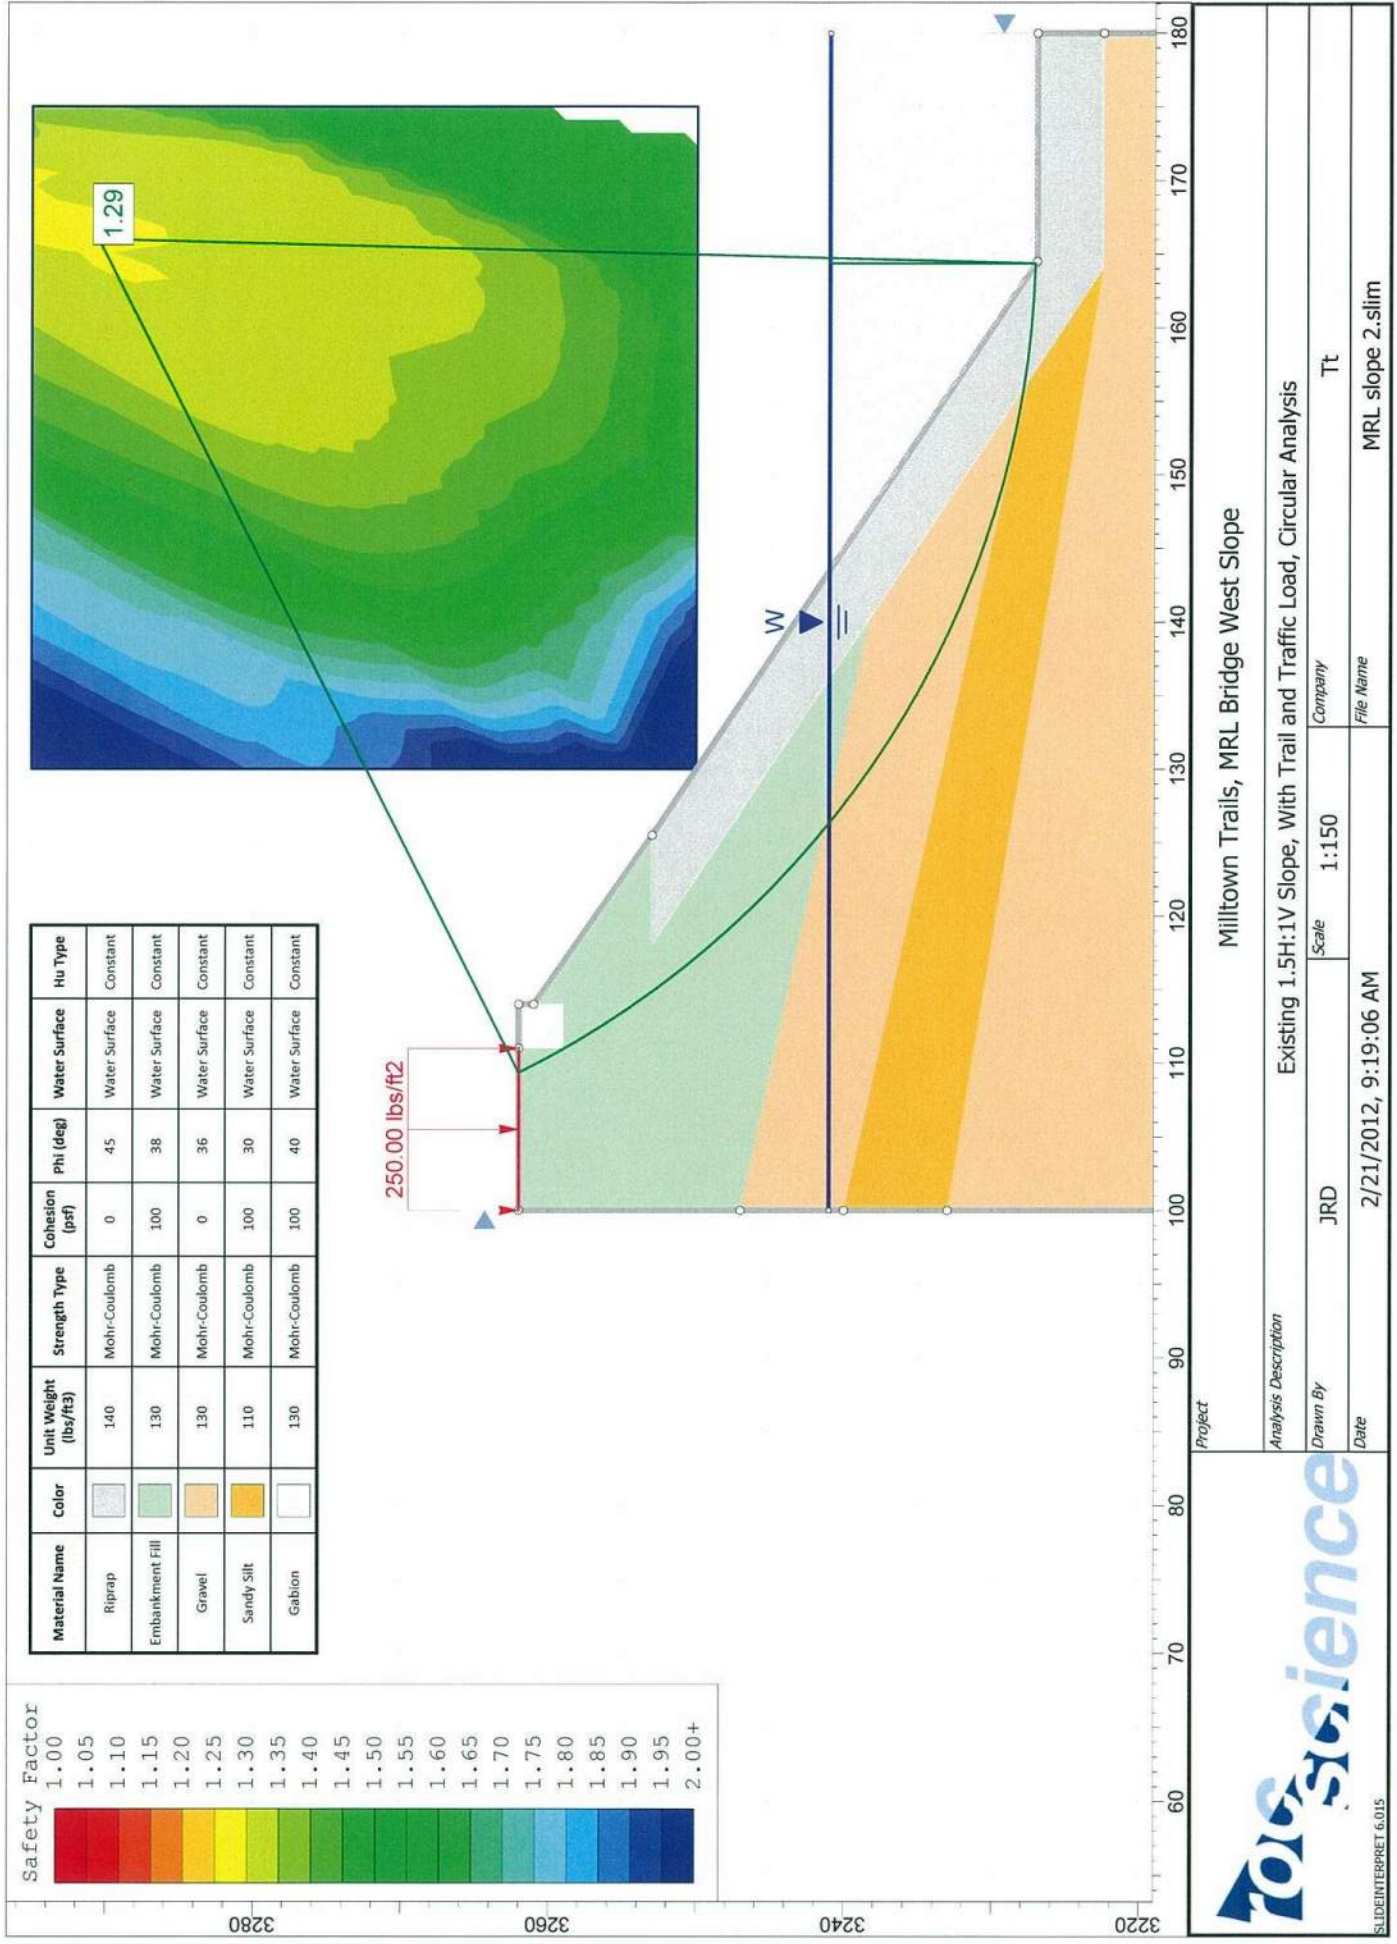 Safety Factor
1.00
1.05
1.10
1.15
1.20
1.25
1.30
1.35
1.40
1.45
1.50
1.55
1.60
1.65
1.70
1.75
1.80
1.85
1.90
1.95
2.00+
Material Name Color Unit Weight (lbs/ft3) Strength Type Cohesion (psf) Phi (deg) Water Surface Hu Type
Riprap 140 Mohr-Coulomb 0 45 Water Surface Constant
Embankment Fill 130 Mohr-Coulomb 100 38 Water Surface Constant
Gravel 130 Mohr-Coulomb 0 36 Water Surface Constant
Sandy Silt 110 Mohr-Coulomb 100 30 Water Surface Constant
Gabion 130 Mohr-Coulomb 100 40 Water Surface Constant
1.29
250.00 lbs/ft2
W
3280
3260
3240
3220
60 70 80 90 100 110 120 130 140 150 160 170 180
rocscience
SLIDEINTERPRET 6.015
Project
Milltown Trails, MRL Bridge West Slope
Analysis Description
Existing 1.5H:1V Slope, With Trail and Traffic Load, Circular Analysis
Drawn By JRD Scale 1:150 Company Tt
Date 2/21/2012, 9:19:06 AM File Name MRL slope 2.slim